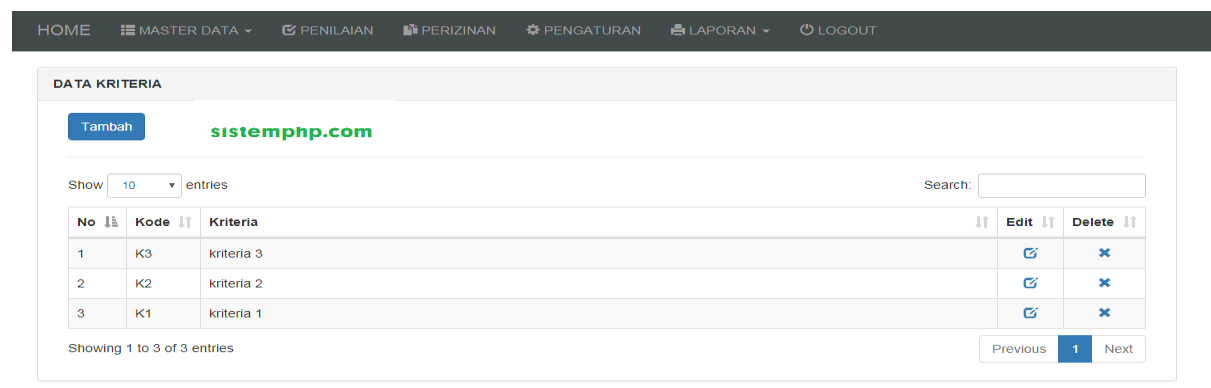 HOME MASTER DATA PENILAIAN PERIZINAN PENGATURAN LAPORAN LOGOUT
DATA KRITERIA
Tambah sistemphp.com
Show 10 entries Search:
No Kode Kriteria Edit Delete
1 K3 kriteria 3
2 K2 kriteria 2
3 K1 kriteria 1
Showing 1 to 3 of 3 entries Previous 1 Next